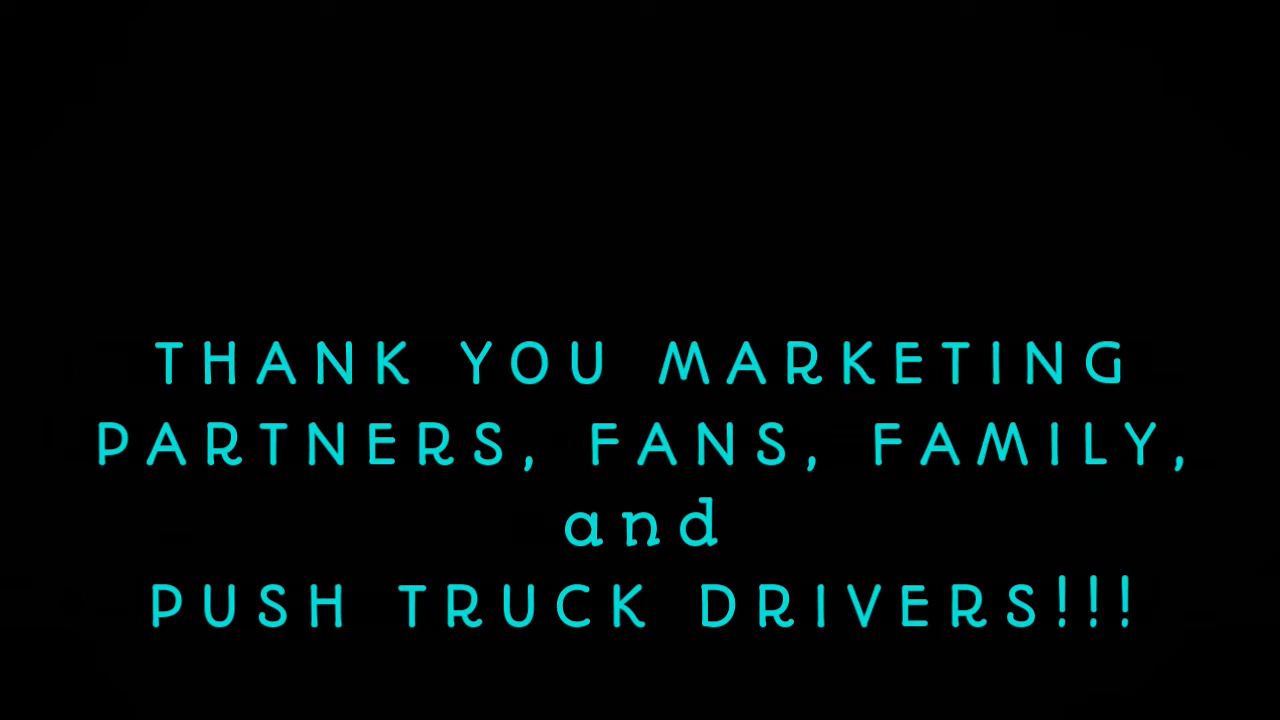 THANK YOU MARKETING
PARTNERS, FANS, FAMILY,
and
PUSH TRUCK DRIVERS!!!